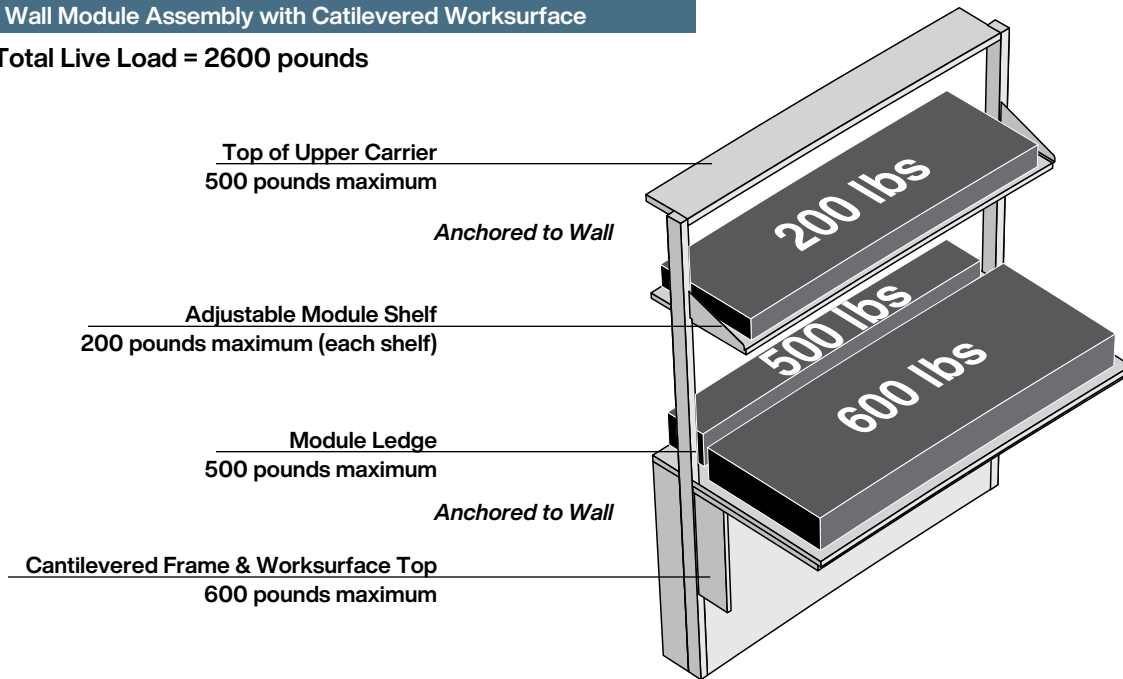 Wall Module Assembly with Catilevered Worksurface
Total Live Load = 2600 pounds
Top of Upper Carrier
500 pounds maximum
Anchored to Wall
Adjustable Module Shelf
200 pounds maximum (each shelf)
Module Ledge
500 pounds maximum
Anchored to Wall
Cantilevered Frame & Worksurface Top
600 pounds maximum
200 lbs
500 lbs
600 lbs